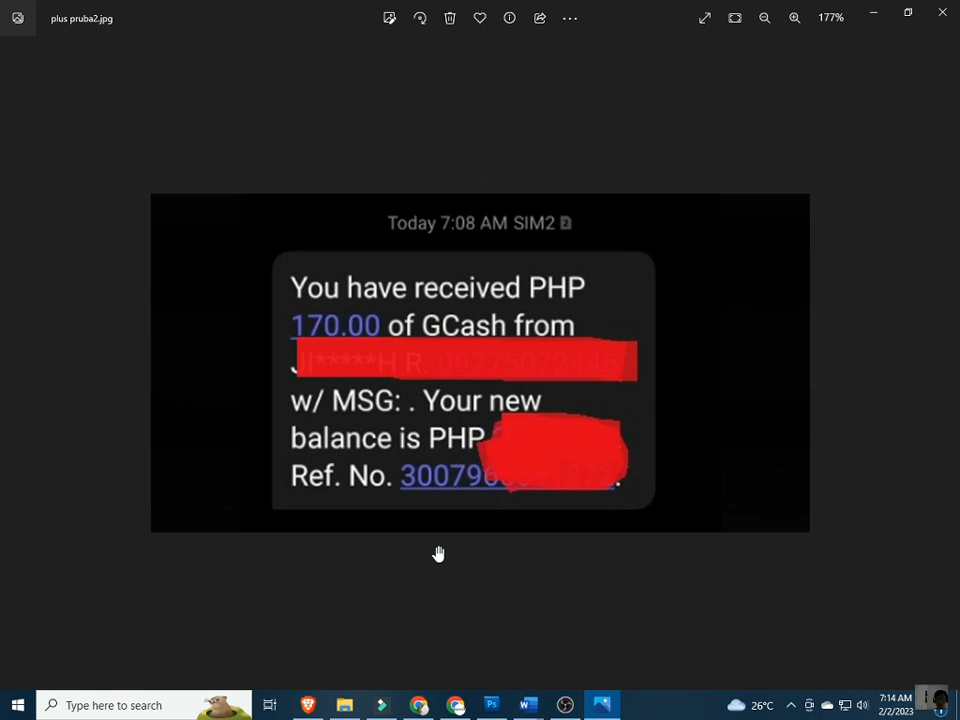 plus pruba2.jpg
177%
Today 7:08 AM SIM2
You have received PHP
170.00 of GCash from
w/ MSG: . Your new
balance is PHP
Ref. No. 30079
Type here to search
26°C
7:14 AM
2/2/2023